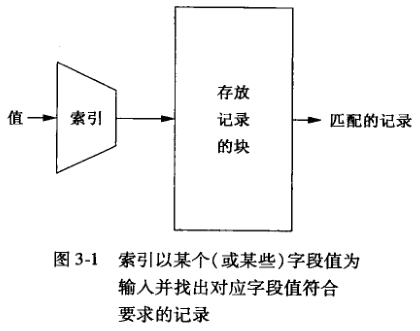 值
索引
存放
记录
的块
匹配的记录
图 3-1 索引以某个(或某些)字段值为
输入并找出对应字段值符合
要求的记录